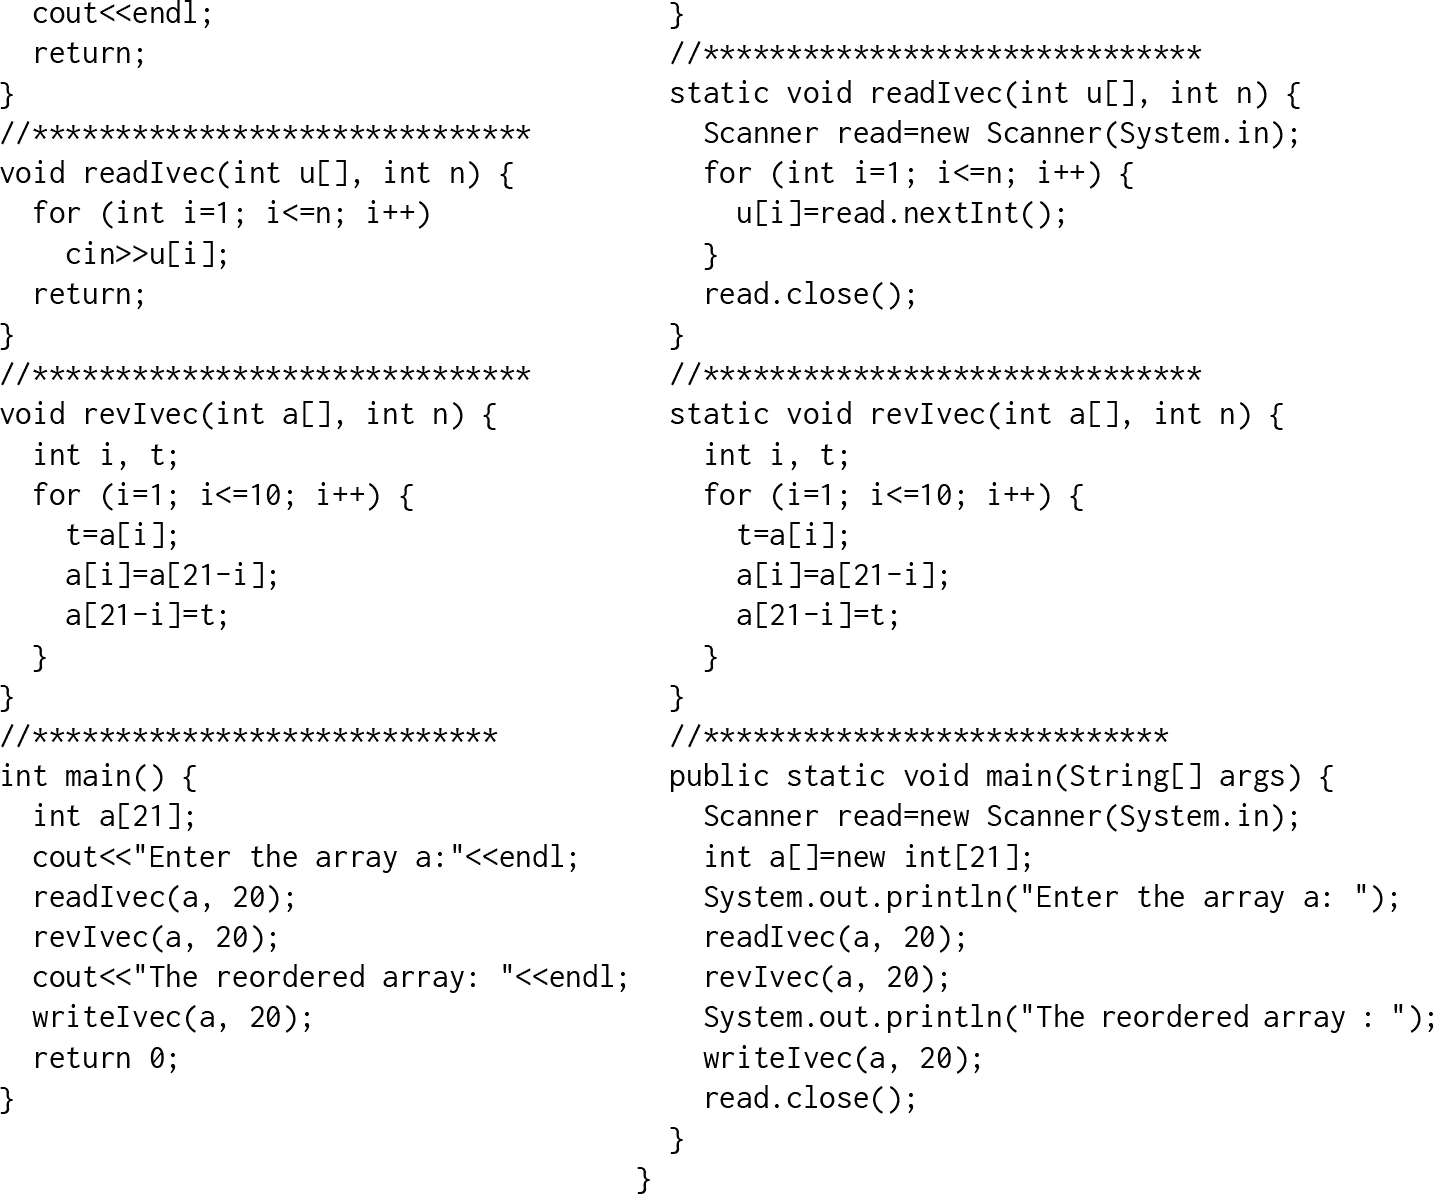 cout<<endl;
  return;
}
//******************************
void readIvec(int u[], int n) {
  for (int i=1; i<=n; i++)
    cin>>u[i];
  return;
}
//******************************
void revIvec(int a[], int n) {
  int i, t;
  for (i=1; i<=10; i++) {
    t=a[i];
    a[i]=a[21-i];
    a[21-i]=t;
  }
}
//****************************
int main() {
  int a[21];
  cout<<"Enter the array a:"<<endl;
  readIvec(a, 20);
  revIvec(a, 20);
  cout<<"The reordered array: "<<endl;
  writeIvec(a, 20);
  return 0;
}
  }
  //******************************
  static void readIvec(int u[], int n) {
    Scanner read=new Scanner(System.in);
    for (int i=1; i<=n; i++) {
      u[i]=read.nextInt();
    }
    read.close();
  }
  //******************************
  static void revIvec(int a[], int n) {
    int i, t;
    for (i=1; i<=10; i++) {
      t=a[i];
      a[i]=a[21-i];
      a[21-i]=t;
    }
  }
  //****************************
  public static void main(String[] args) {
    Scanner read=new Scanner(System.in);
    int a[]=new int[21];
    System.out.println("Enter the array a: ");
    readIvec(a, 20);
    revIvec(a, 20);
    System.out.println("The reordered array : ");
    writeIvec(a, 20);
    read.close();
  }
}